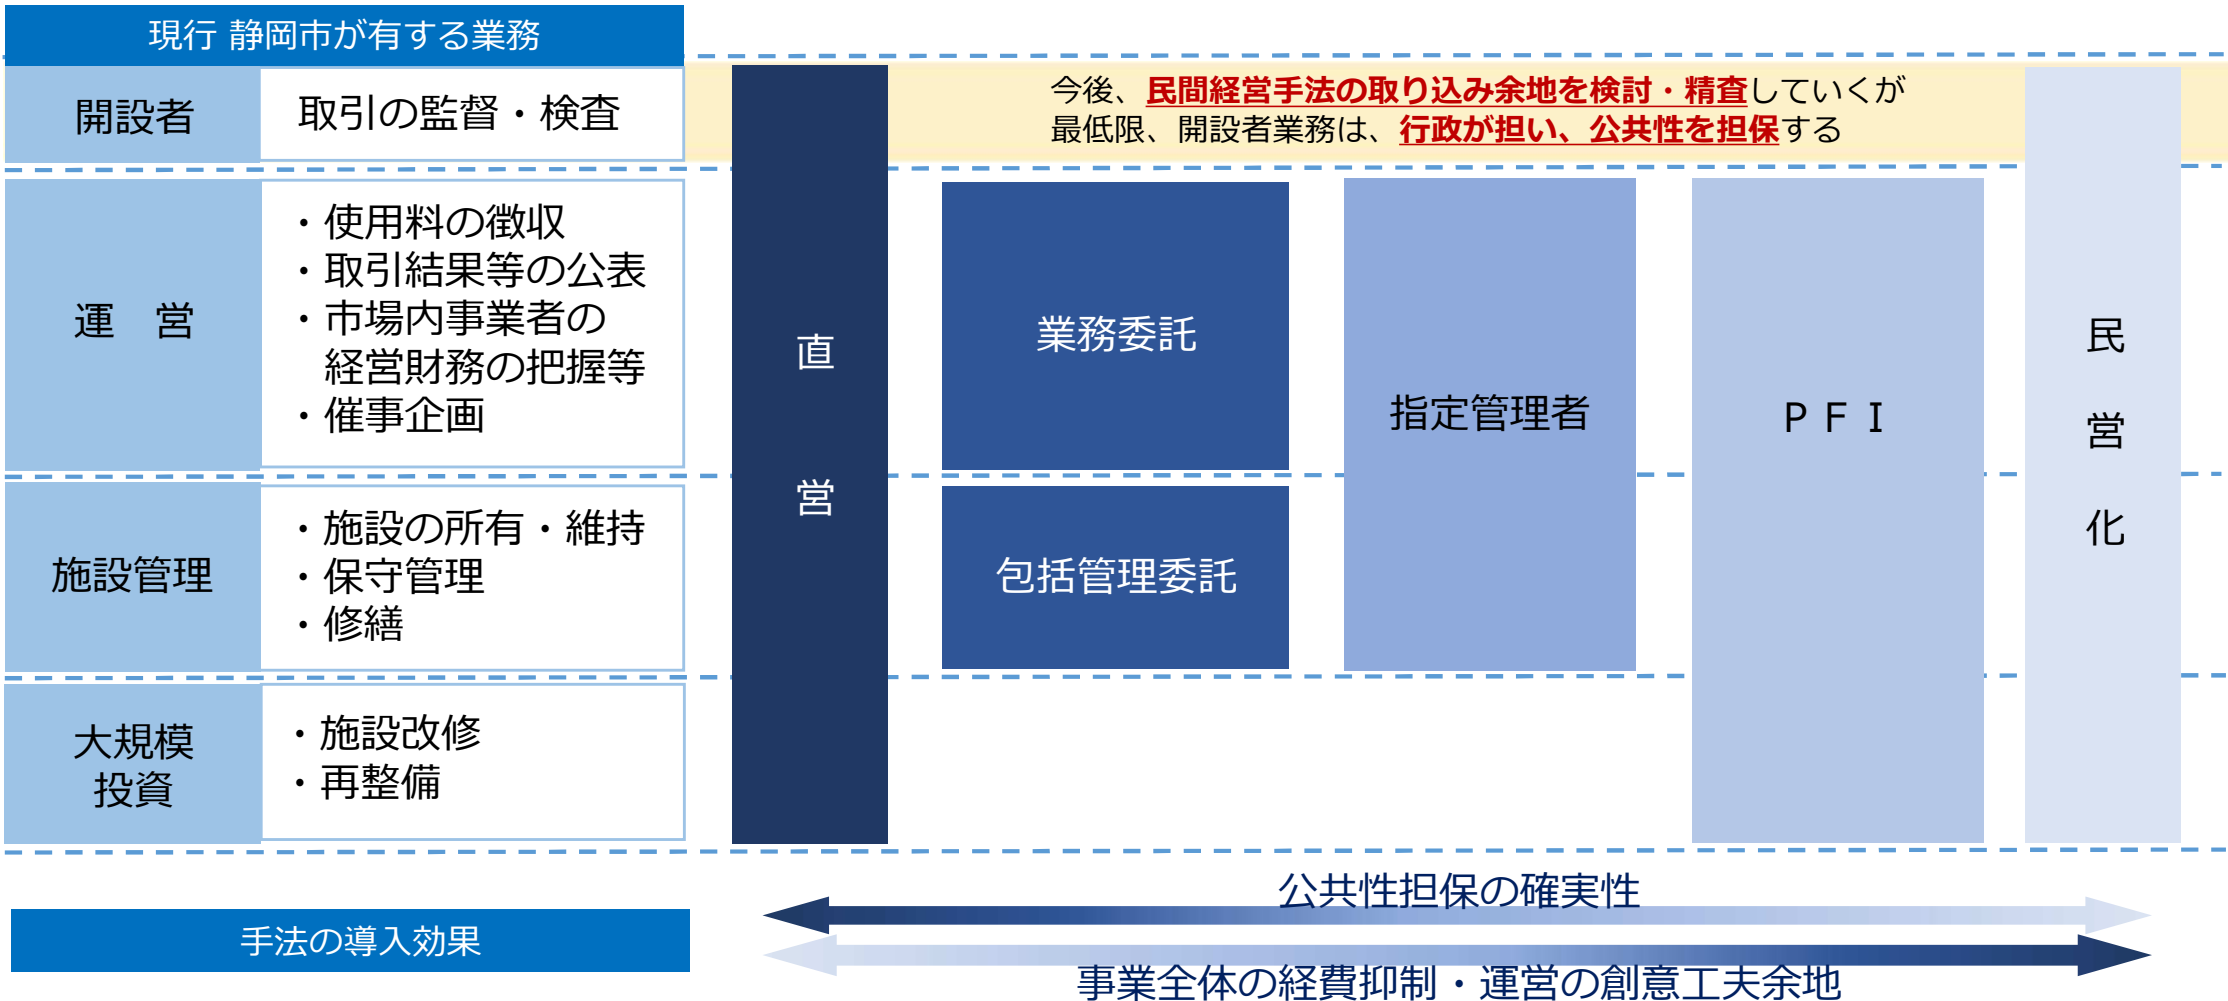 現行 静岡市が有する業務
開設者
取引の監督・検査
今後、民間経営手法の取り込み余地を検討・精査していくが
最低限、開設者業務は、行政が担い、公共性を担保する
運　営
・使用料の徴収
・取引結果等の公表
・市場内事業者の
経営財務の把握等
・催事企画
施設管理
・施設の所有・維持
・保守管理
・修繕
大規模
投資
・施設改修
・再整備
直
営
業務委託
包括管理委託
指定管理者
ＰＦＩ
民
営
化
手法の導入効果
公共性担保の確実性
事業全体の経費抑制・運営の創意工夫余地